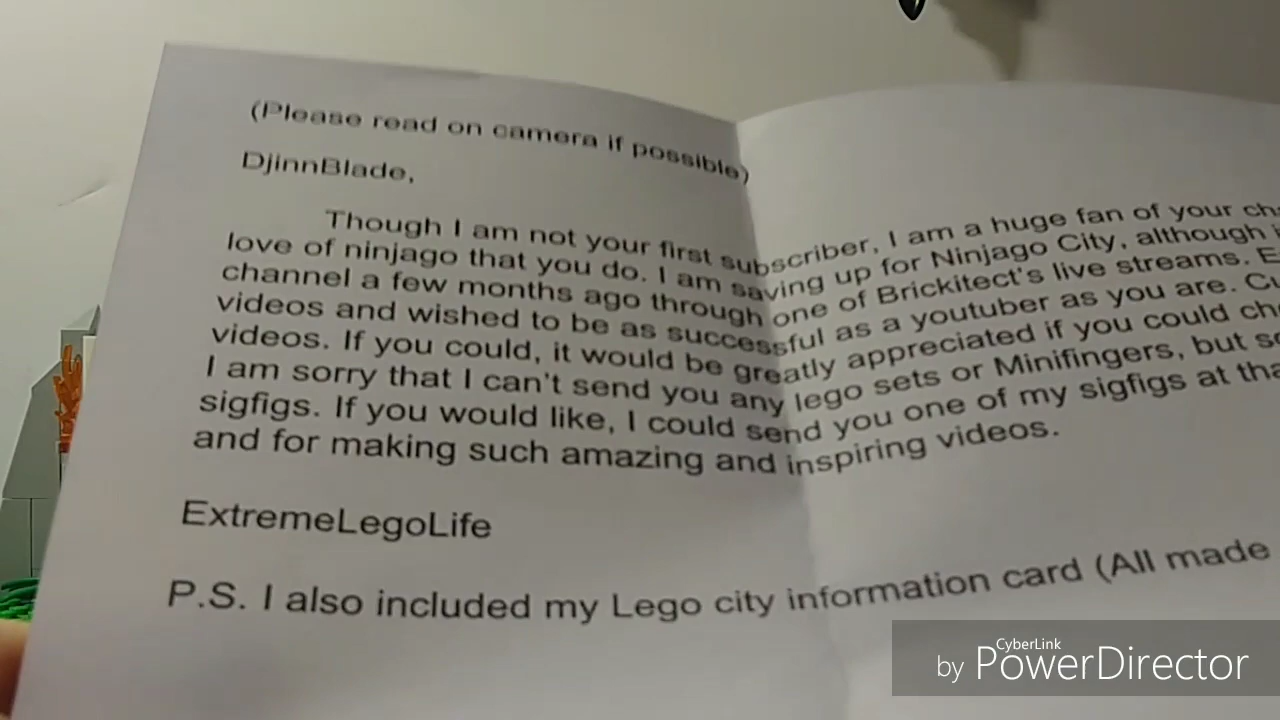 (Please read on camera if possible)
DjinnBlade,
Though I am not your first subscriber, I am a huge fan of your
love of ninjago that you do. I am saving up for Ninjago City, although
channel a few months ago through one of Brickitect's live streams.
videos and wished to be as successful as a youtuber as you are.
videos. If you could, it would be greatly appreciated if you could
I am sorry that I can't send you any lego sets or Minifingers, but
sigfigs. If you would like, I could send you one of my sigfigs at
and for making such amazing and inspiring videos.
ExtremeLegoLife
P.S. I also included my Lego city information card (All made
CyberLink
by PowerDirector